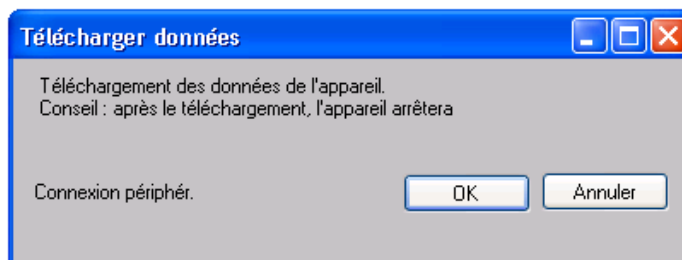 Télécharger données
Téléchargement des données de l'appareil.
Conseil : après le téléchargement, l'appareil arrêtera
Connexion périphér.
OK
Annuler